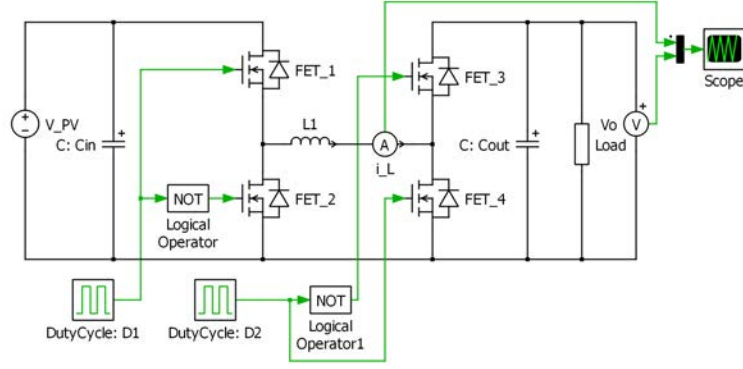 FET_1
FET_3
Scope
V_PV
C: Cin
L1
A
i_L
C: Cout
Vo
V
Load
NOT
Logical
Operator
FET_2
FET_4
DutyCycle: D1
DutyCycle: D2
NOT
Logical
Operator1